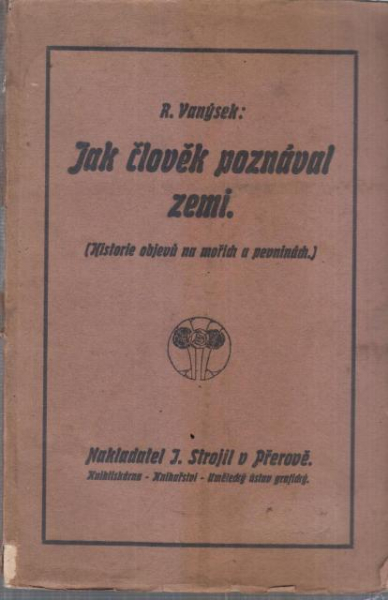 R. Vanýsek:
Jak člověk poznával
zemi.
(Historie objevů na mořích a pevninách.)
Nakladatel J. Strojil v Přerově.
Knihtiskárna - Knihařství - Umělecký ústav grafický.